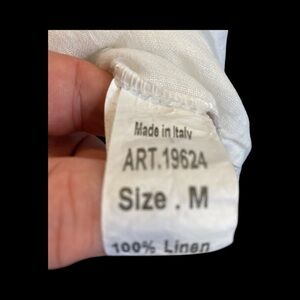 Made in Italy
ART.1962A
Size . M
100% Linen